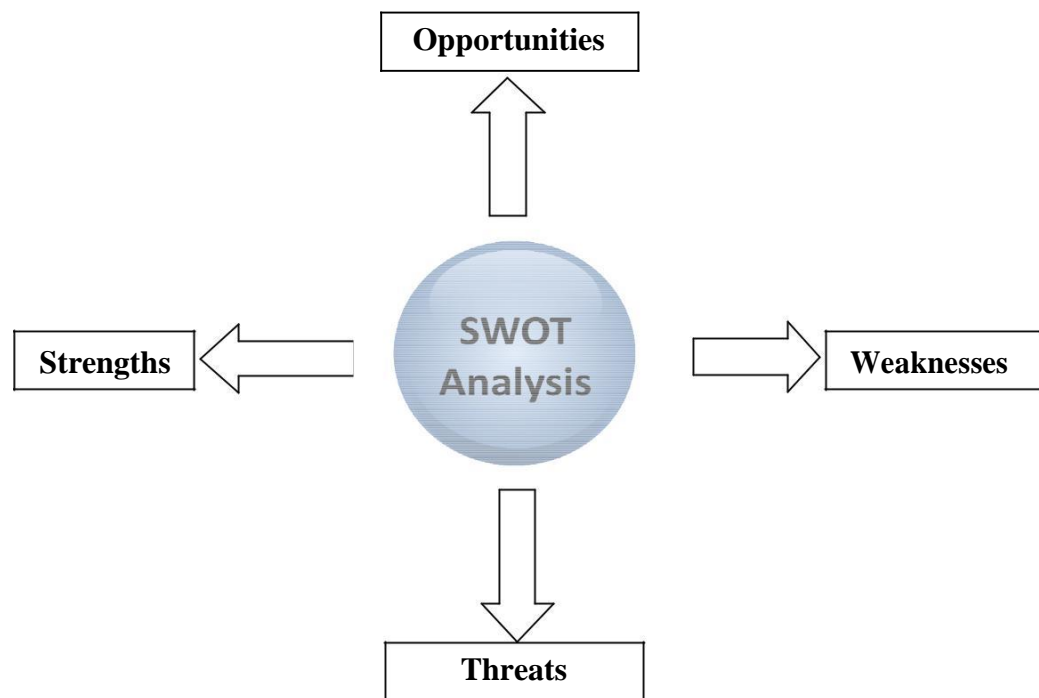 Opportunities
SWOT
Analysis
Strengths
Weaknesses
Threats